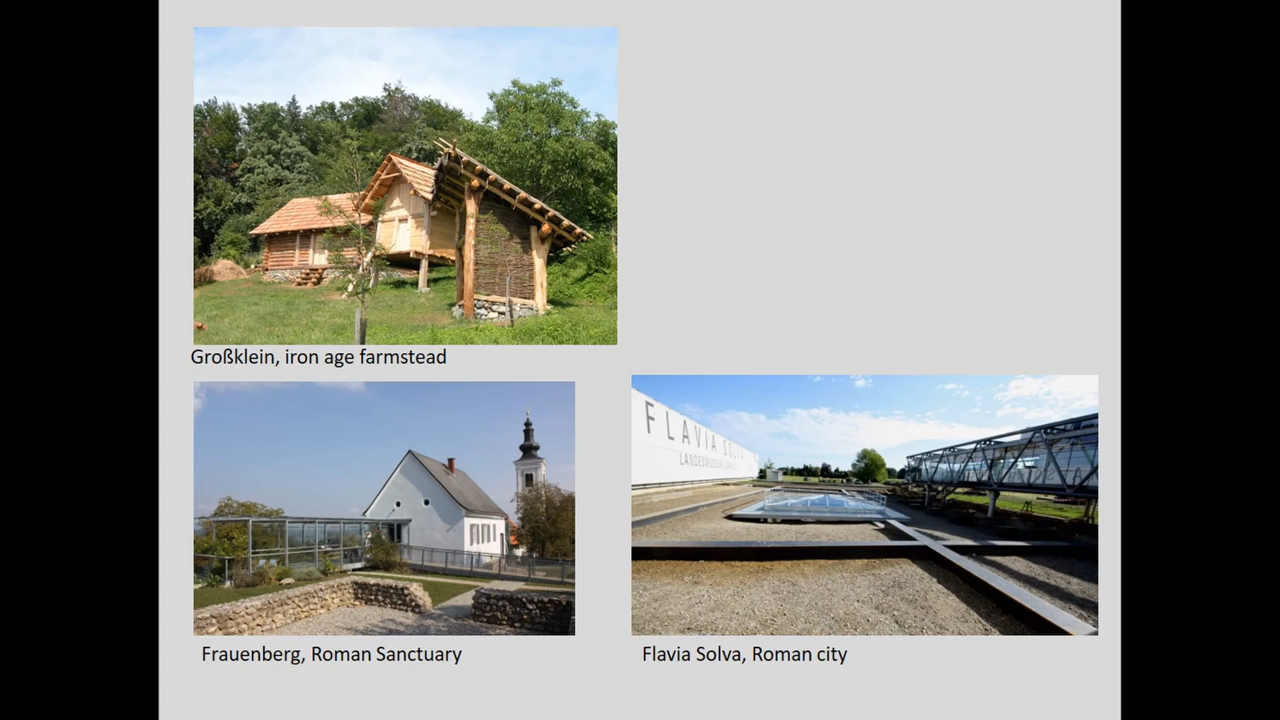 Großklein, iron age farmstead
FLAVIA SOLVA
Frauenberg, Roman Sanctuary
Flavia Solva, Roman city